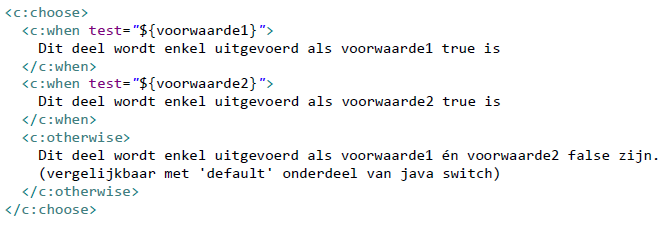 <c:choose>
  <c:when test="${voorwaarde1}">
    Dit deel wordt enkel uitgevoerd als voorwaarde1 true is
  </c:when>
  <c:when test="${voorwaarde2}">
    Dit deel wordt enkel uitgevoerd als voorwaarde2 true is
  </c:when>
  <c:otherwise>
    Dit deel wordt enkel uitgevoerd als voorwaarde1 én voorwaarde2 false zijn.
    (vergelijkbaar met 'default' onderdeel van java switch)
  </c:otherwise>
</c:choose>